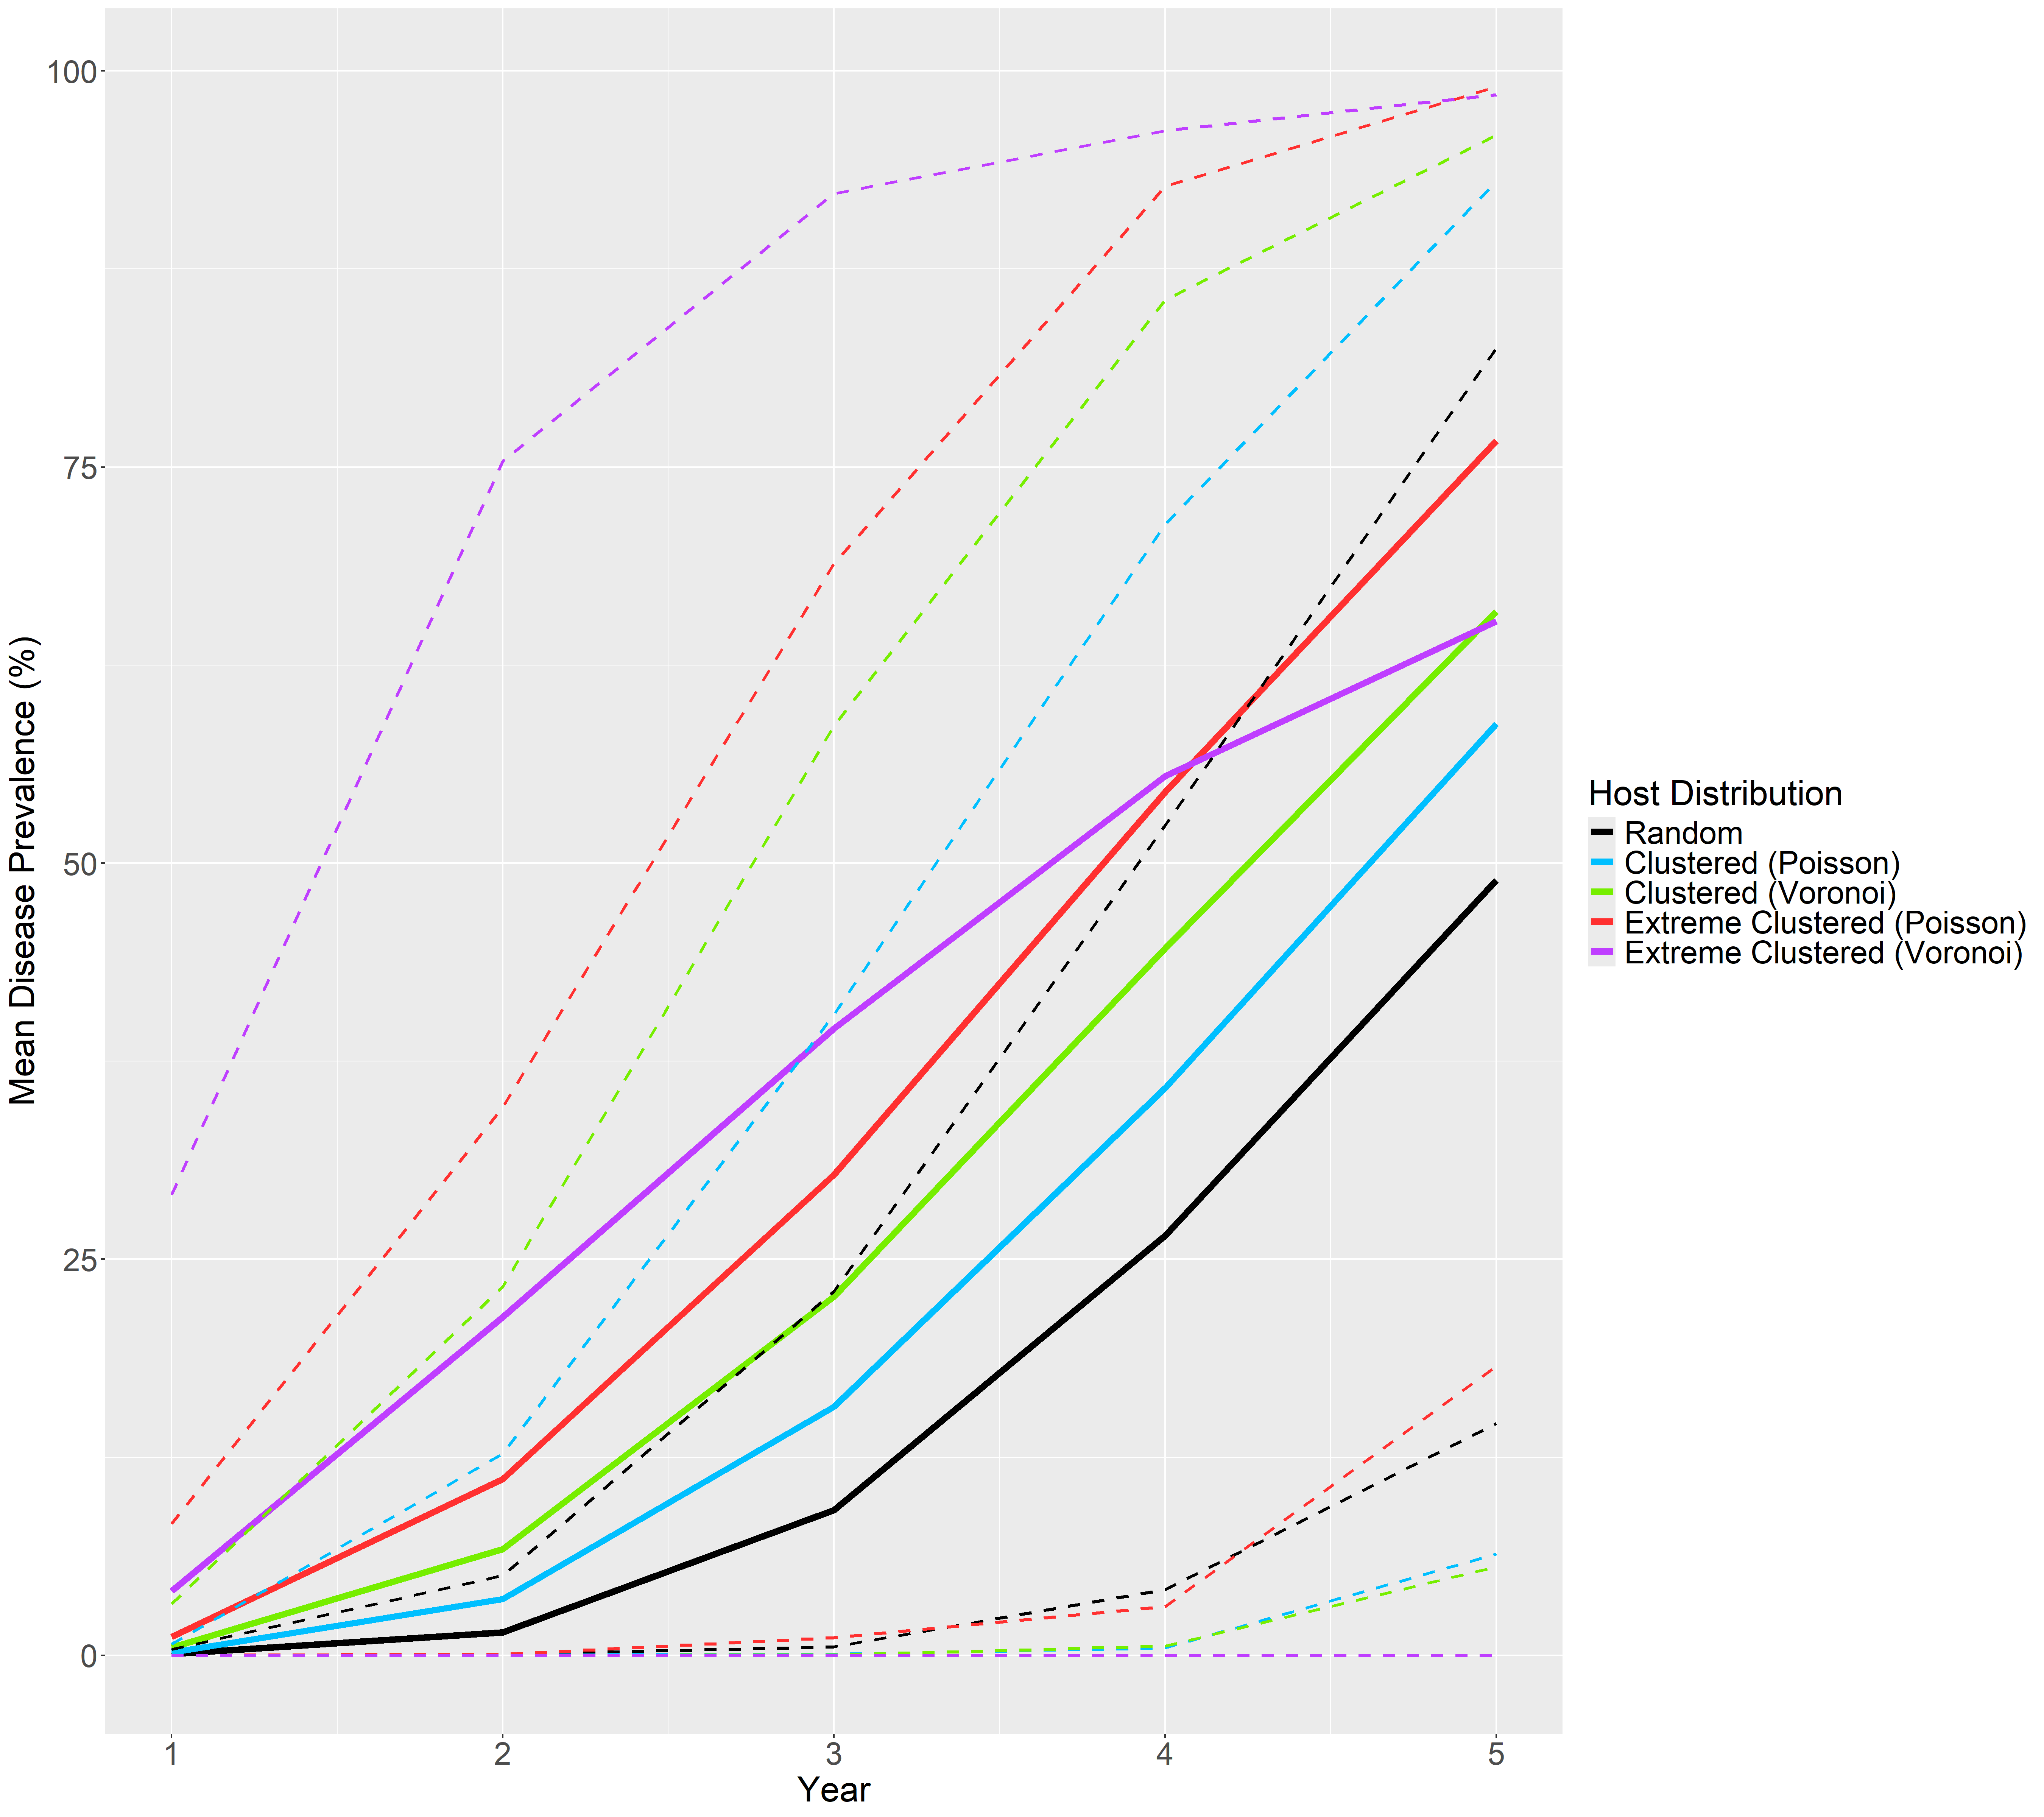 100
75
50
25
0
Mean Disease Prevalence (%)
1 2 3 4 5
Year
Host Distribution
Random
Clustered (Poisson)
Clustered (Voronoi)
Extreme Clustered (Poisson)
Extreme Clustered (Voronoi)